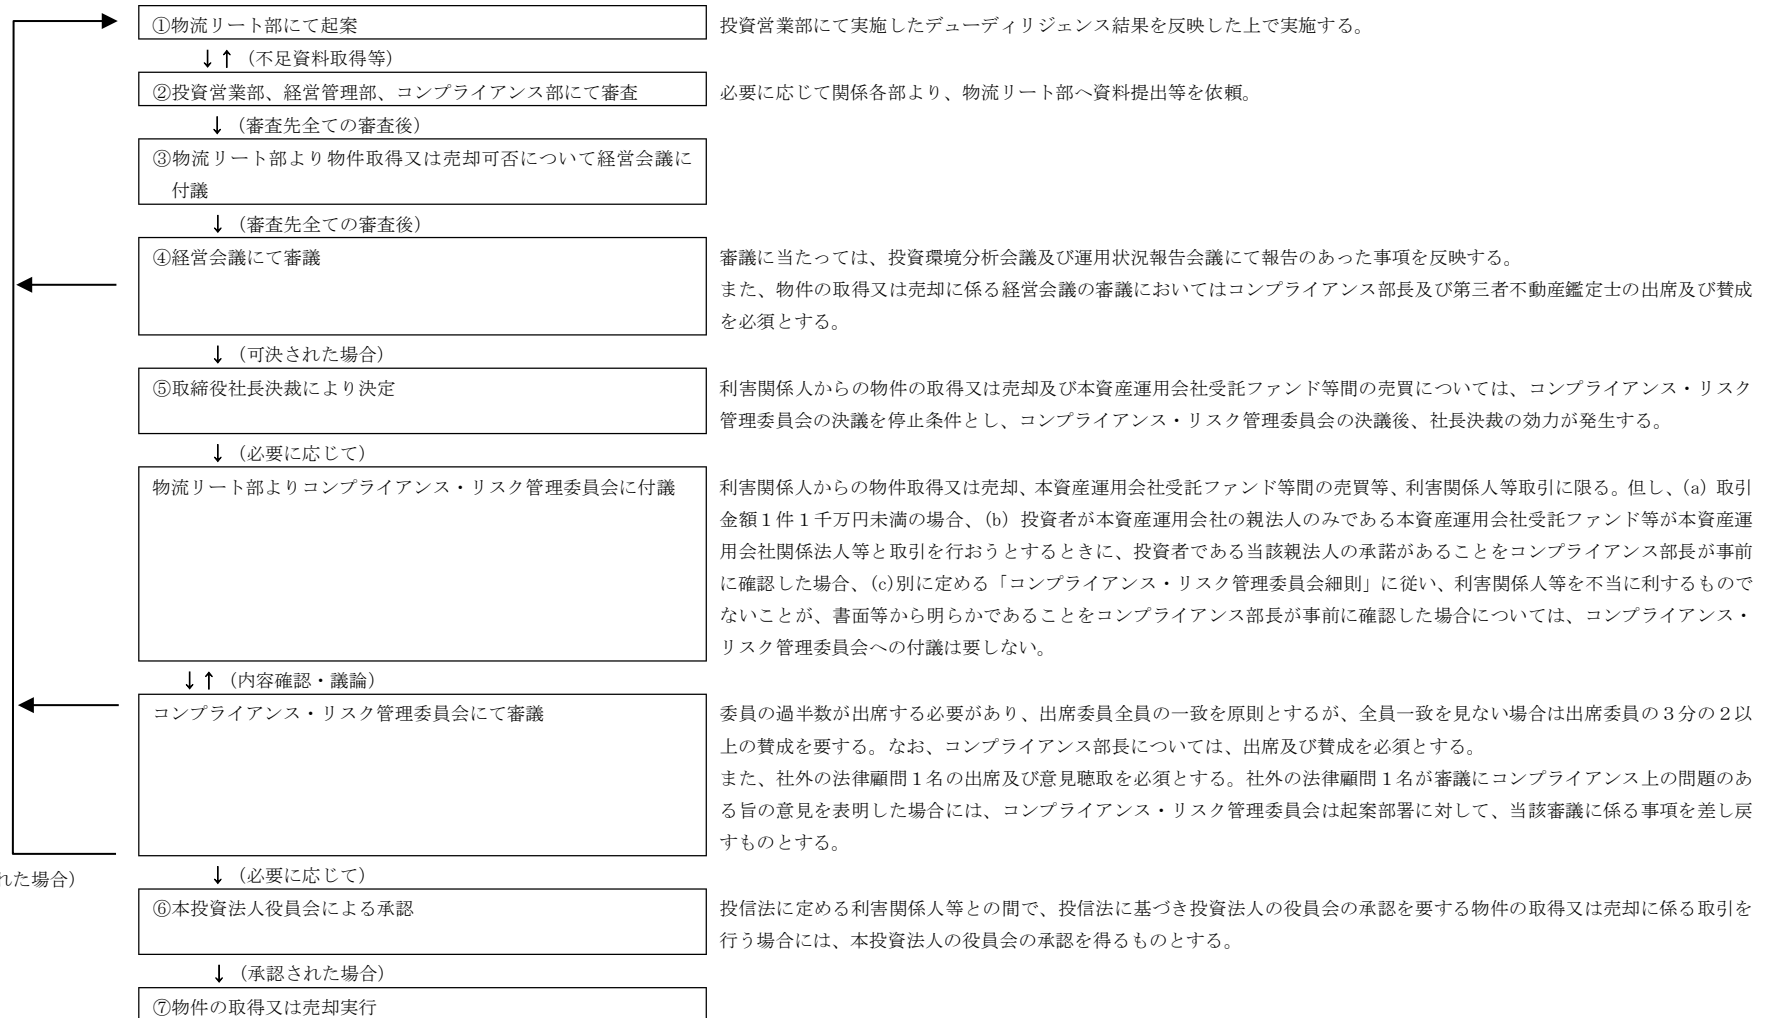 ①物流リート部にて起案
投資営業部にて実施したデューディリジェンス結果を反映した上で実施する。
↓↑（不足資料取得等）
②投資営業部、経営管理部、コンプライアンス部にて審査
必要に応じて関係各部より、物流リート部へ資料提出等を依頼。
↓（審査先全ての審査後）
③物流リート部より物件取得又は売却可否について経営会議に
付議
↓（審査先全ての審査後）
④経営会議にて審議
審議に当たっては、投資環境分析会議及び運用状況報告会議にて報告のあった事項を反映する。
また、物件の取得又は売却に係る経営会議の審議においてはコンプライアンス部長及び第三者不動産鑑定士の出席及び賛成
を必須とする。
↓（可決された場合）
⑤取締役社長決裁により決定
利害関係人からの物件の取得又は売却及び本資産運用会社受託ファンド等間の売買については、コンプライアンス・リスク
管理委員会の決議を停止条件とし、コンプライアンス・リスク管理委員会の決議後、社長決裁の効力が発生する。
↓（必要に応じて）
物流リート部よりコンプライアンス・リスク管理委員会に付議
利害関係人からの物件取得又は売却、本資産運用会社受託ファンド等間の売買等、利害関係人等取引に限る。但し、(a) 取引
金額１件１千万円未満の場合、(b) 投資者が本資産運用会社の親法人のみである本資産運用会社受託ファンド等が本資産運
用会社関係法人等と取引を行おうとするときに、投資者である当該親法人の承諾があることをコンプライアンス部長が事前
に確認した場合、(c)別に定める「コンプライアンス・リスク管理委員会細則」に従い、利害関係人等を不当に利するもので
ないことが、書面等から明らかであることをコンプライアンス部長が事前に確認した場合については、コンプライアンス・
リスク管理委員会への付議は要しない。
↓↑（内容確認・議論）
コンプライアンス・リスク管理委員会にて審議
委員の過半数が出席する必要があり、出席委員全員の一致を原則とするが、全員一致を見ない場合は出席委員の３分の２以
上の賛成を要する。なお、コンプライアンス部長については、出席及び賛成を必須とする。
また、社外の法律顧問１名の出席及び意見聴取を必須とする。社外の法律顧問１名が審議にコンプライアンス上の問題のあ
る旨の意見を表明した場合には、コンプライアンス・リスク管理委員会は起案部署に対して、当該審議に係る事項を差し戻
すものとする。
れた場合）
↓（必要に応じて）
⑥本投資法人役員会による承認
投信法に定める利害関係人等との間で、投信法に基づき投資法人の役員会の承認を要する物件の取得又は売却に係る取引を
行う場合には、本投資法人の役員会の承認を得るものとする。
↓（承認された場合）
⑦物件の取得又は売却実行